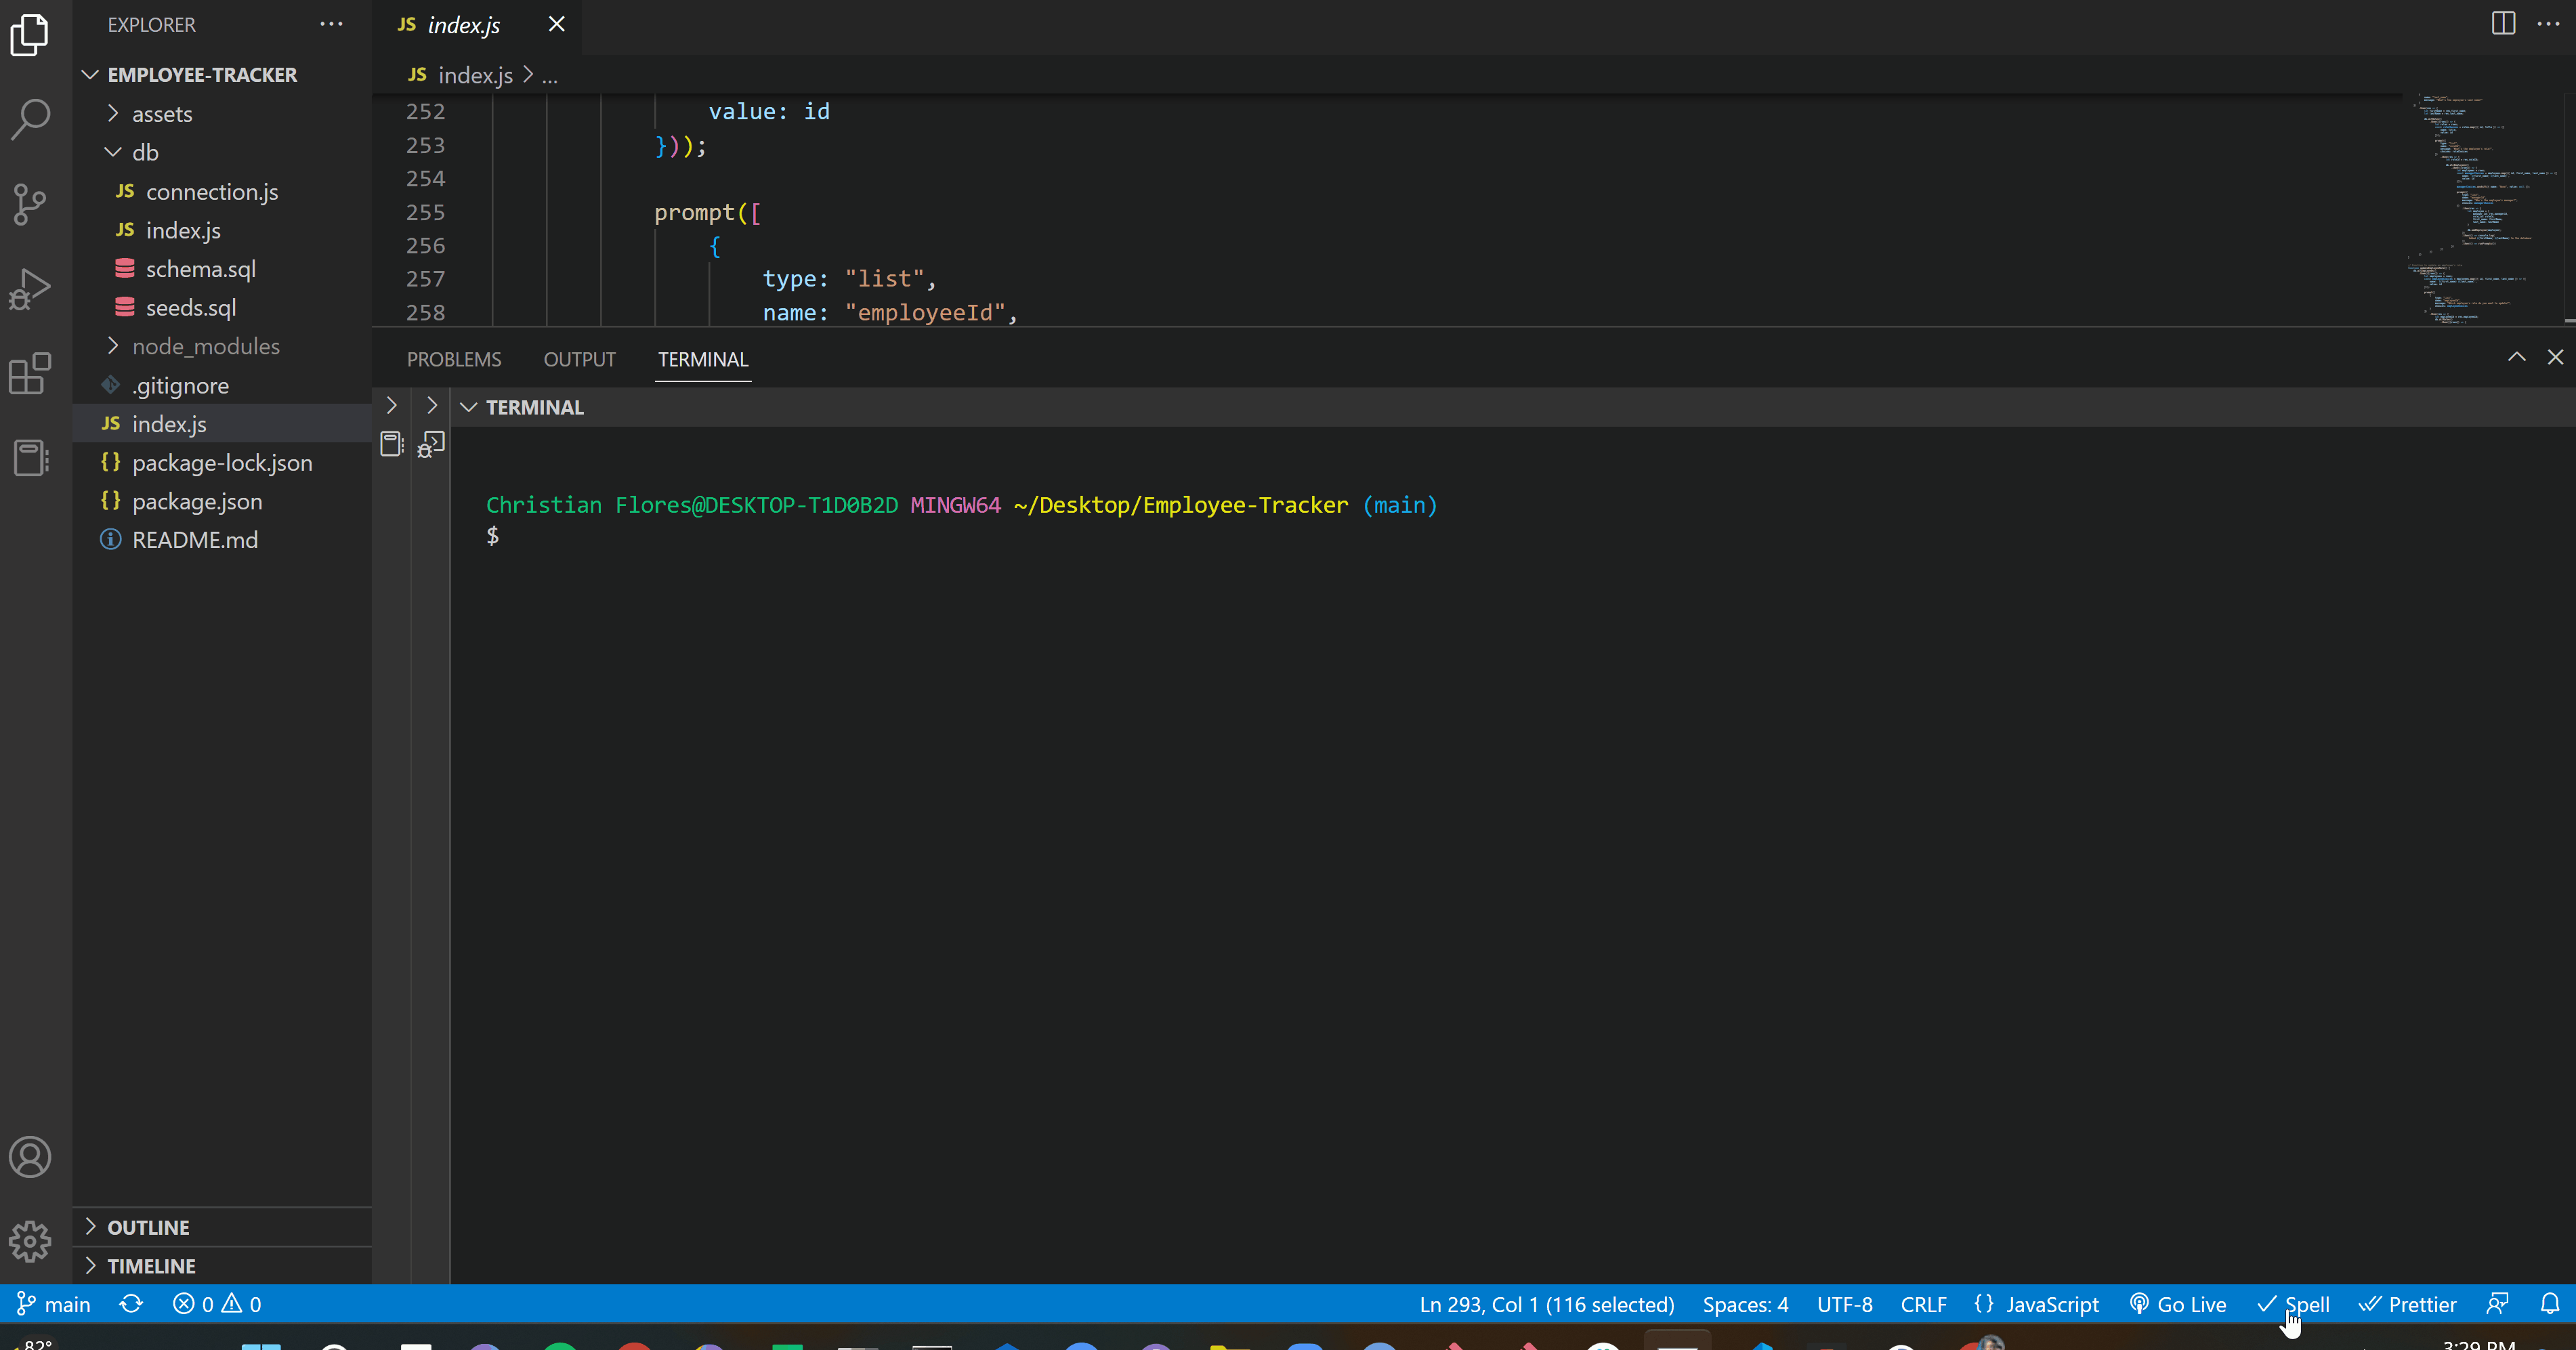 EXPLORER
EMPLOYEE-TRACKER
assets
db
JS connection.js
JS index.js
schema.sql
seeds.sql
node_modules
.gitignore
JS index.js
{} package-lock.json
{} package.json
README.md
OUTLINE
TIMELINE
JS index.js
JS index.js > ...
252 value: id
253 }));
254
255 prompt([
256 {
257 type: "list",
258 name: "employeeId",
PROBLEMS OUTPUT TERMINAL
TERMINAL
Christian Flores@DESKTOP-T1D0B2D MINGW64 ~/Desktop/Employee-Tracker (main)
$
main 0 0 Ln 293, Col 1 (116 selected) Spaces: 4 UTF-8 CRLF {} JavaScript Go Live Spell Prettier
82° 3:29 PM